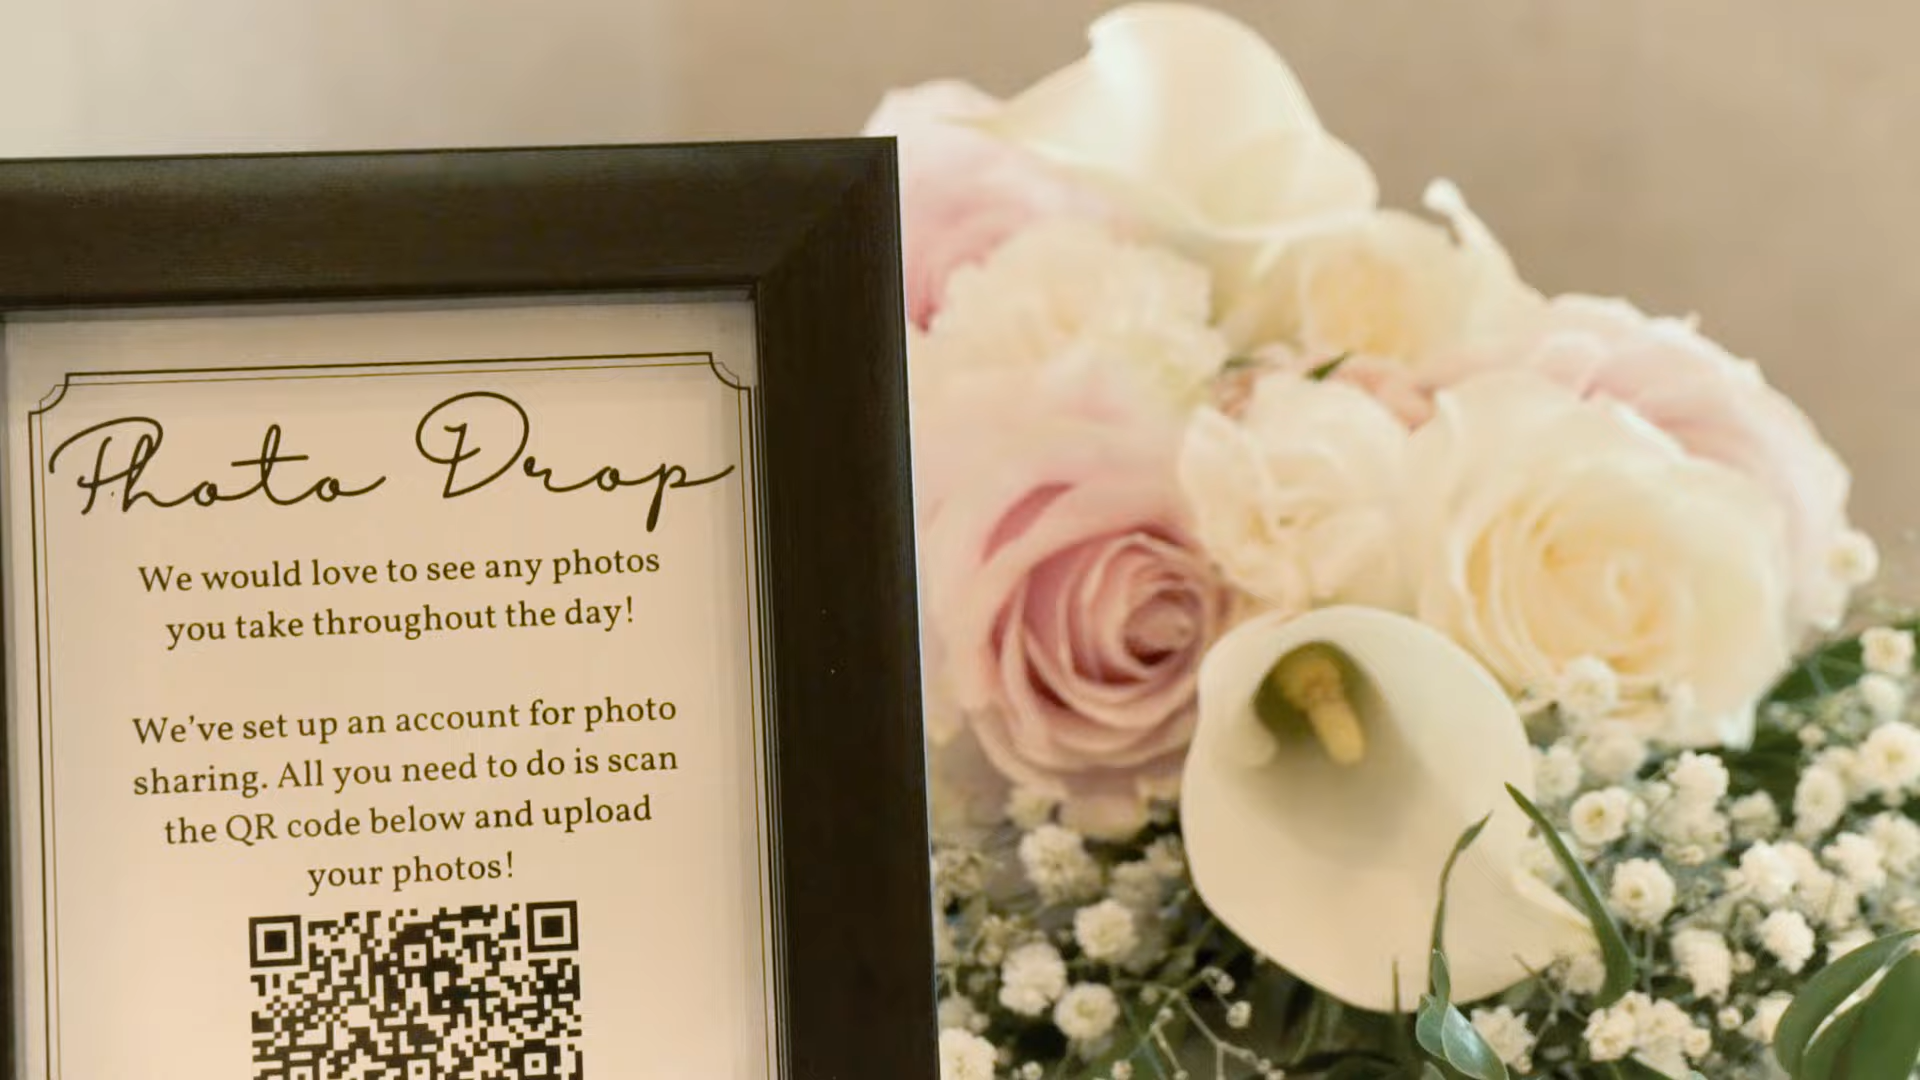 Photo Drop
We would love to see any photos
you take throughout the day!
We've set up an account for photo
sharing. All you need to do is scan
the QR code below and upload
your photos!